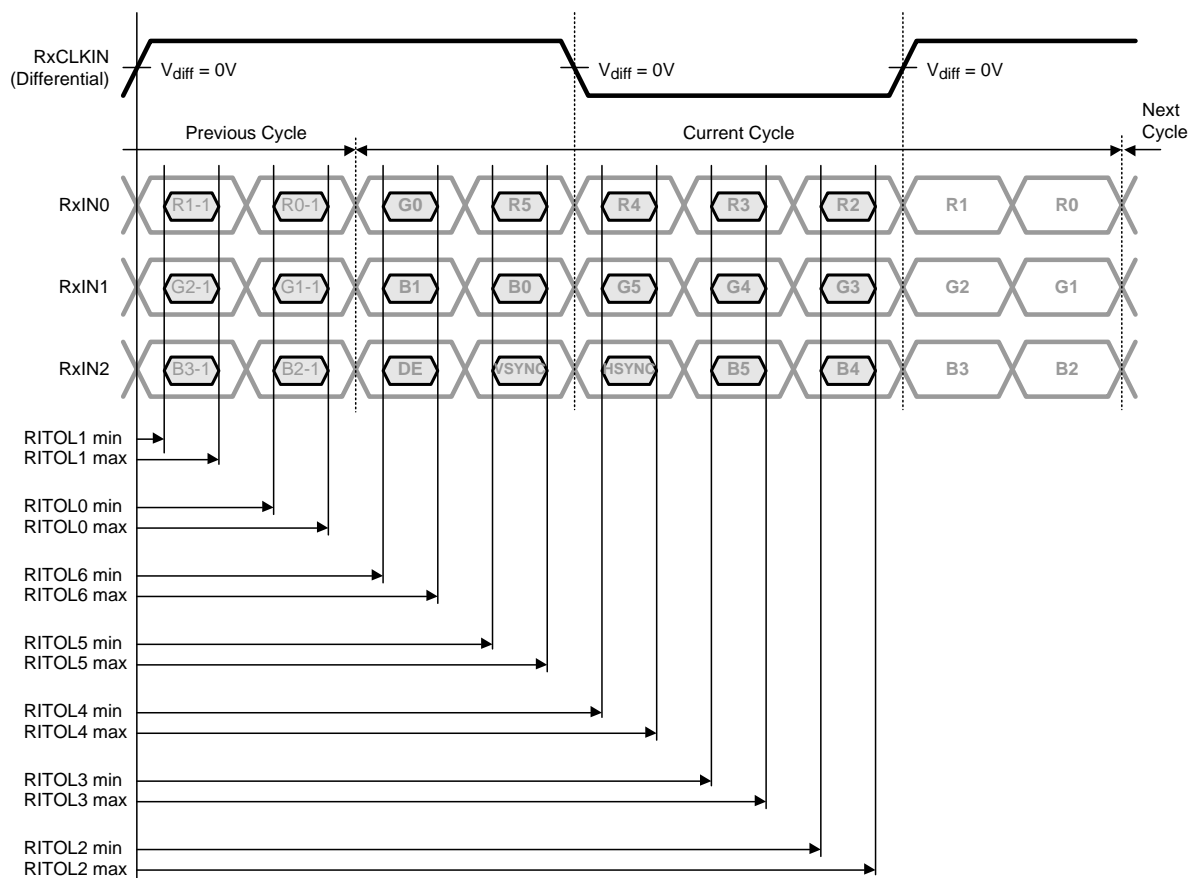 RxCLKIN
(Differential)
Vdiff = 0V
Vdiff = 0V
Vdiff = 0V
Previous Cycle
Current Cycle
Next
Cycle
RxIN0
R1-1
R0-1
G0
R5
R4
R3
R2
R1
R0
RxIN1
G2-1
G1-1
B1
B0
G5
G4
G3
G2
G1
RxIN2
B3-1
B2-1
DE
VSYNC
HSYNC
B5
B4
B3
B2
RITOL1 min
RITOL1 max
RITOL0 min
RITOL0 max
RITOL6 min
RITOL6 max
RITOL5 min
RITOL5 max
RITOL4 min
RITOL4 max
RITOL3 min
RITOL3 max
RITOL2 min
RITOL2 max